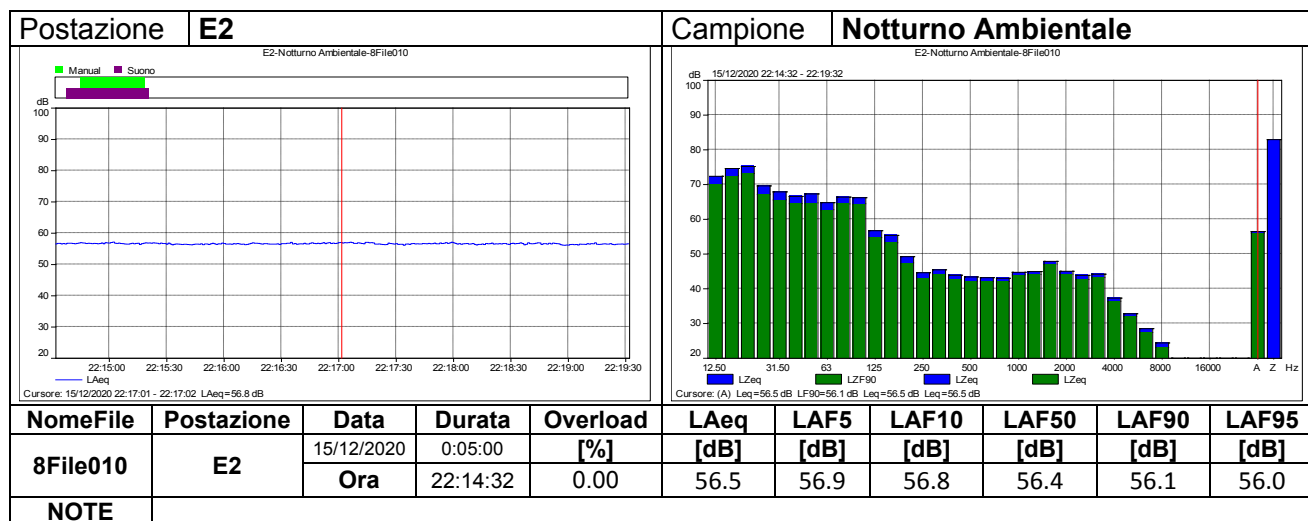 Postazione E2 Campione Notturno Ambientale
E2-Notturno Ambientale-8File010
Manual Suono
dB
100
90
80
70
60
50
40
30
20
22:15:00 22:15:30 22:16:00 22:16:30 22:17:00 22:17:30 22:18:00 22:18:30 22:19:00 22:19:30
LAeq
Cursore: 15/12/2020 22:17:01 - 22:17:02 LAeq=56.8 dB
E2-Notturno Ambientale-8File010
dB 15/12/2020 22:14:32 - 22:19:32
100
90
80
70
60
50
40
30
20
12.50 31.50 63 125 250 500 1000 2000 4000 8000 16000 A Z Hz
LZeq LZF90 LZeq LZeq
Cursore: (A) Leq=56.5 dB LF90=56.1 dB Leq=56.5 dB Leq=56.5 dB
NomeFile Postazione Data Durata Overload LAeq LAF5 LAF10 LAF50 LAF90 LAF95
8File010 E2 15/12/2020 0:05:00 [%] [dB] [dB] [dB] [dB] [dB] [dB]
Ora 22:14:32 0.00 56.5 56.9 56.8 56.4 56.1 56.0
NOTE